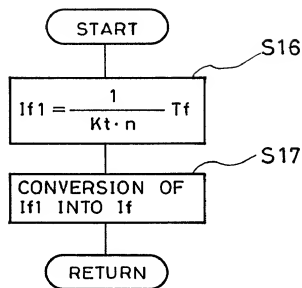 START
S16
If1 = 1/Kt·n Tf
S17
CONVERSION OF
If1 INTO If
RETURN